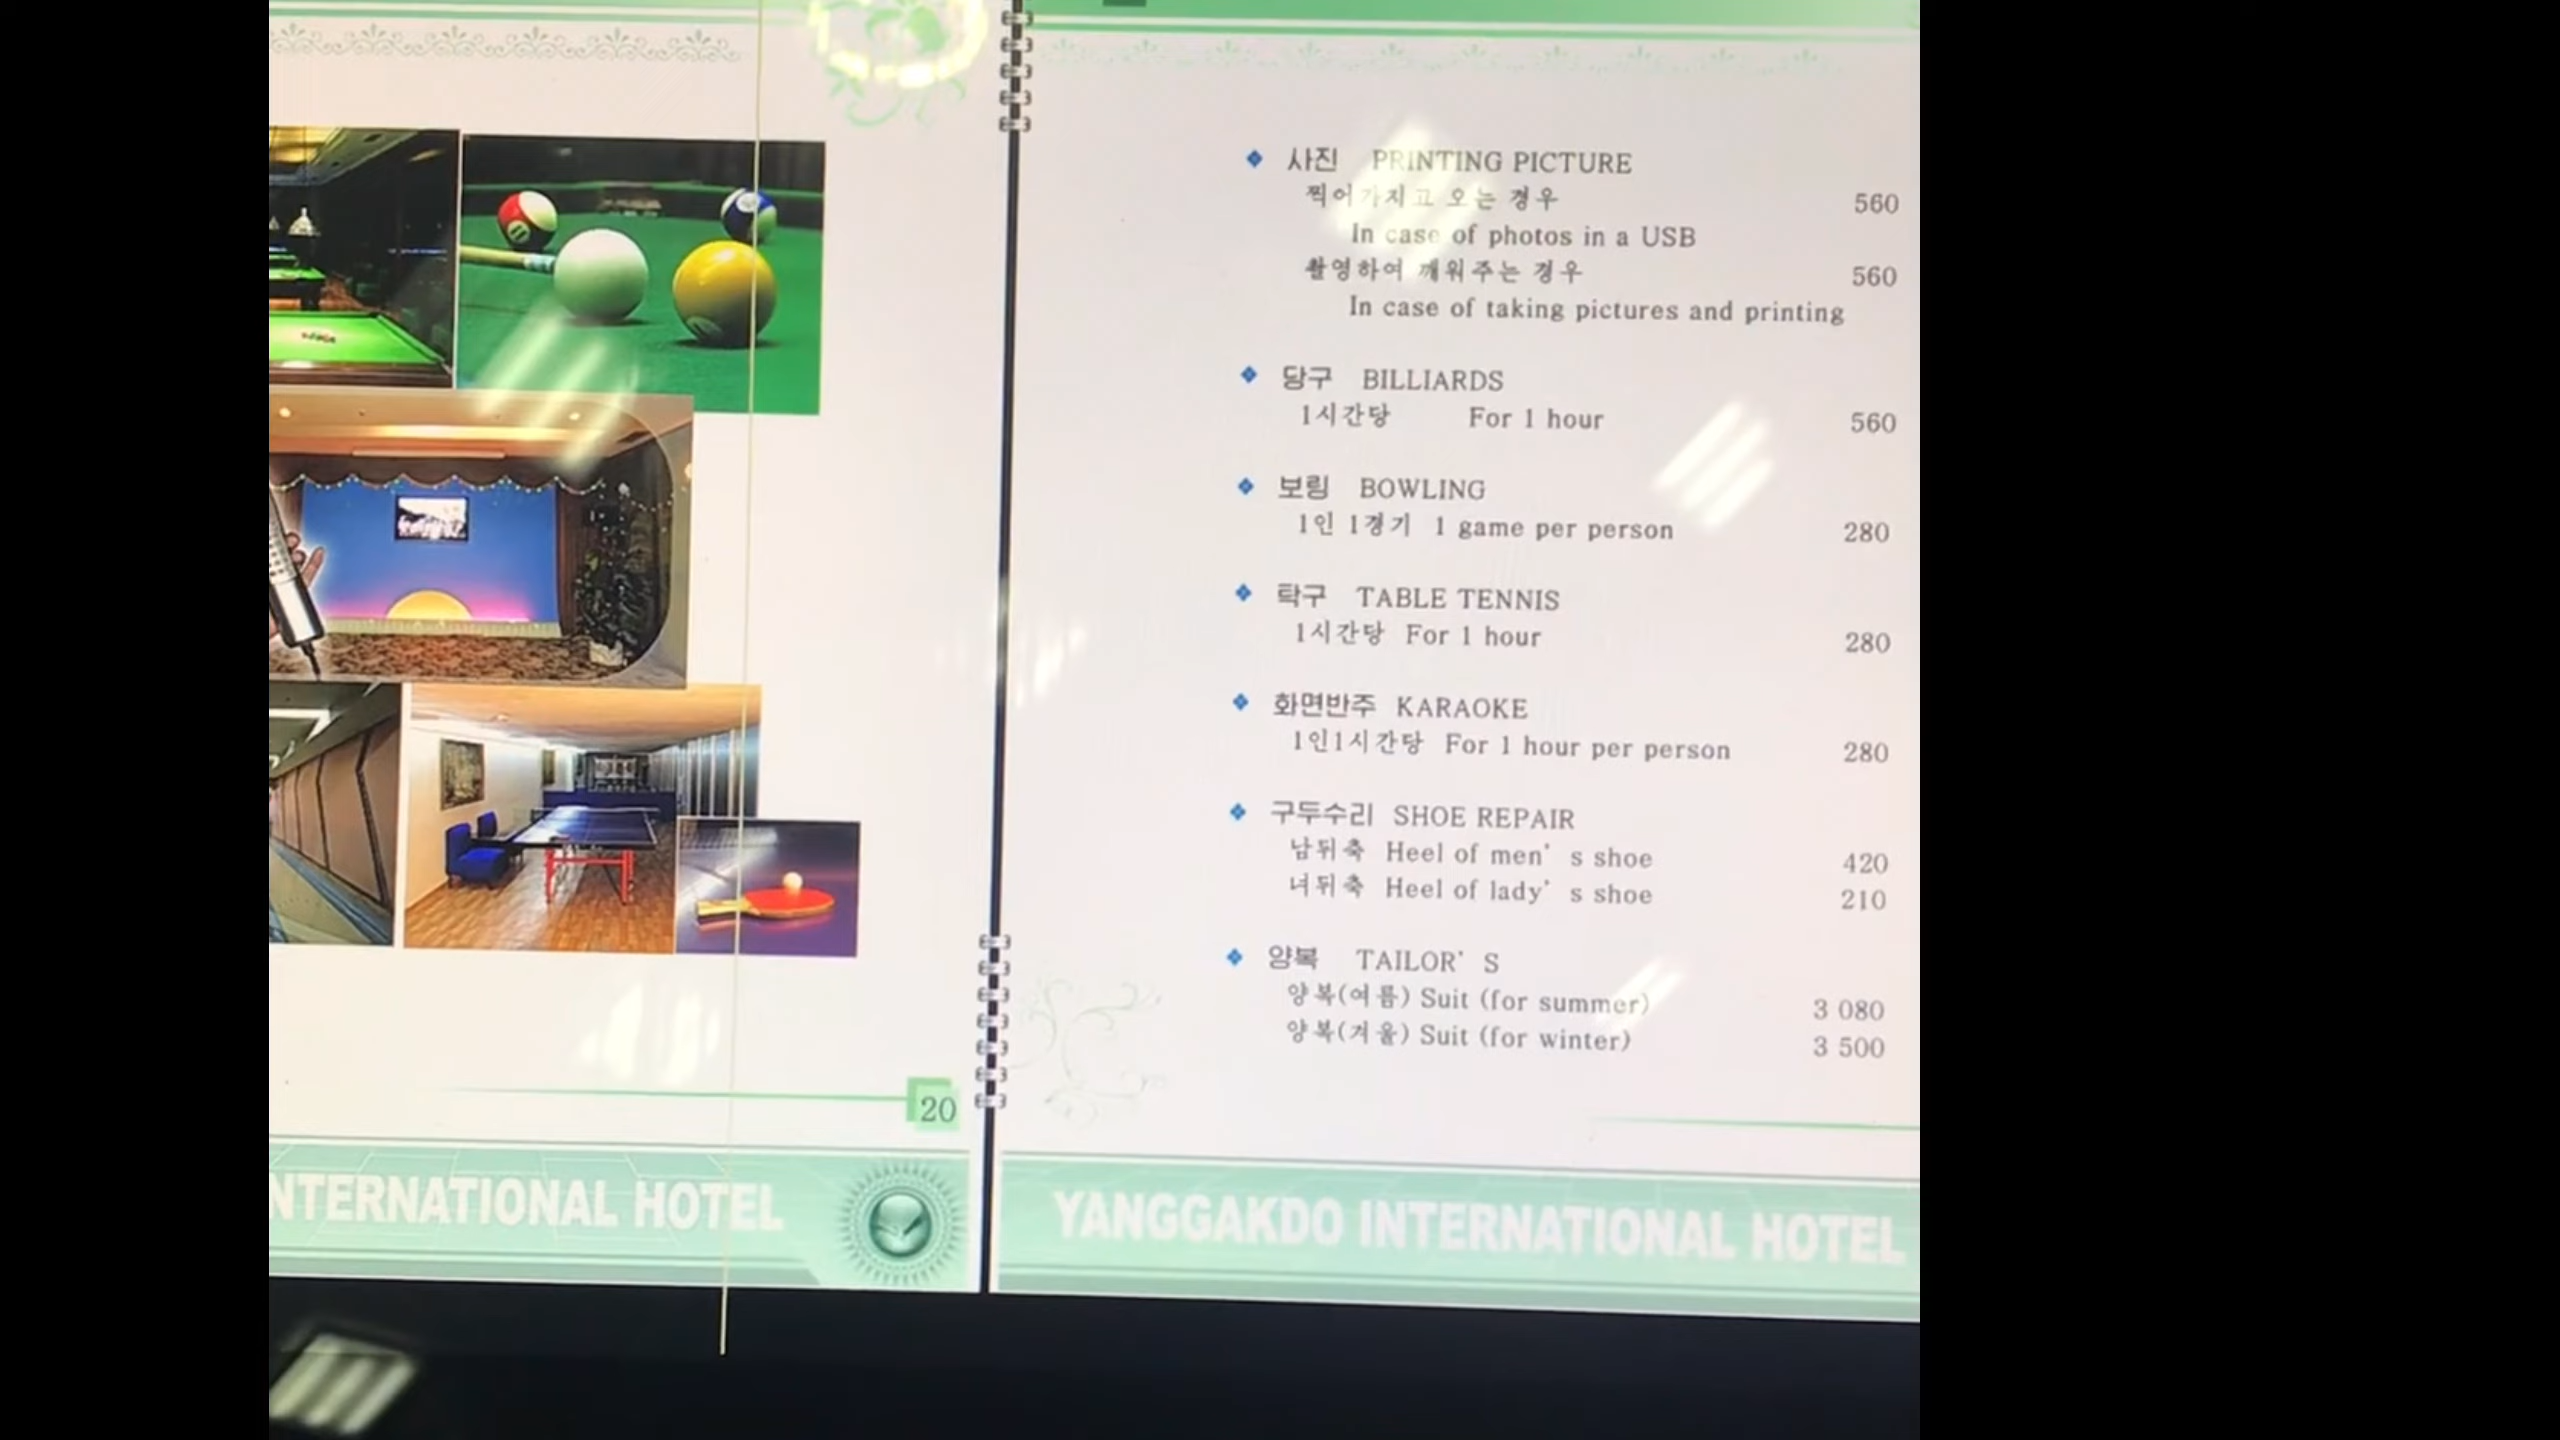 20
NTERNATIONAL HOTEL
사진 PRINTING PICTURE
찍어가지고 오는 경우 560
In case of photos in a USB
촬영하여 깨워주는 경우 560
In case of taking pictures and printing
당구 BILLIARDS
1시간당 For 1 hour 560
보링 BOWLING
1인 1경기 1 game per person 280
탁구 TABLE TENNIS
1시간당 For 1 hour 280
화면반주 KARAOKE
1인1시간당 For 1 hour per person 280
구두수리 SHOE REPAIR
남뒤축 Heel of men's shoe 420
녀뒤축 Heel of lady's shoe 210
양복 TAILOR'S
양복(여름) Suit (for summer) 3 080
양복(겨울) Suit (for winter) 3 500
YANGGAKDO INTERNATIONAL HOTEL